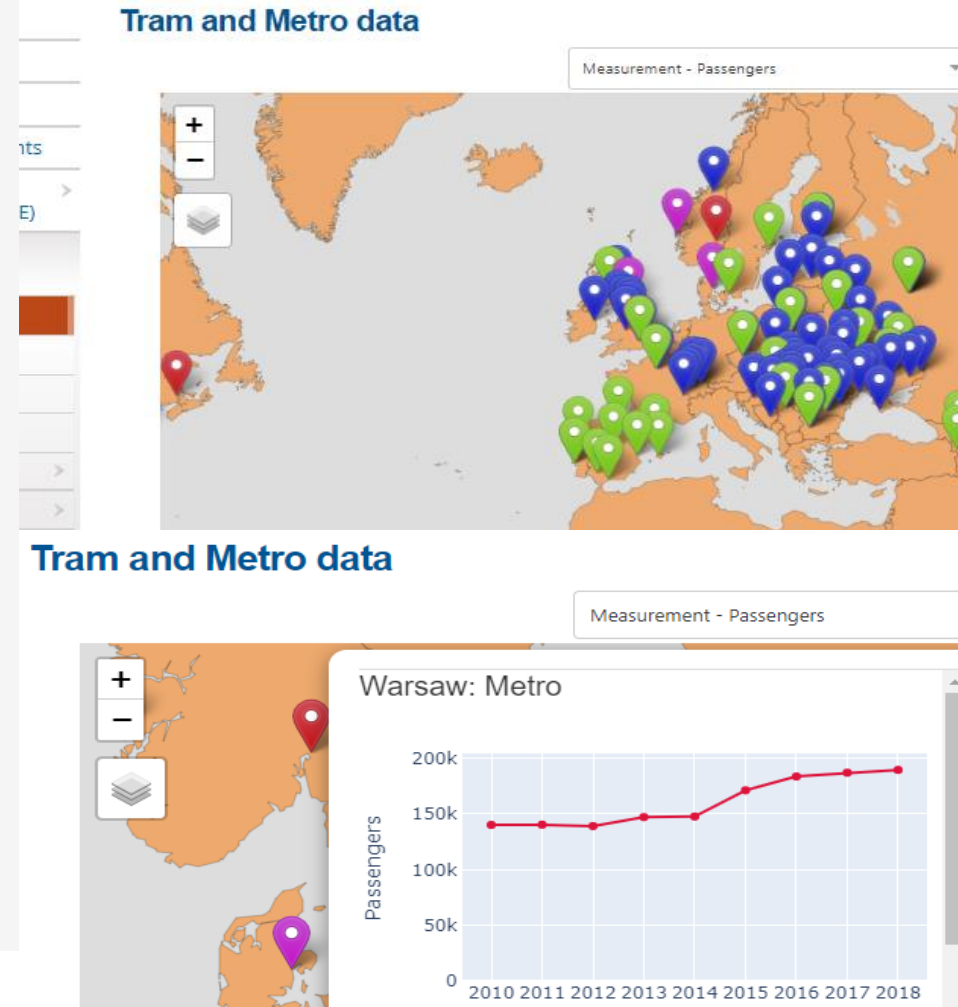 Tram and Metro data
Measurement - Passengers
+
−
nts
>
E)
>
>
Tram and Metro data
Measurement - Passengers
+
−
Warsaw: Metro
200k
150k
100k
50k
0
Passengers
2010 2011 2012 2013 2014 2015 2016 2017 2018